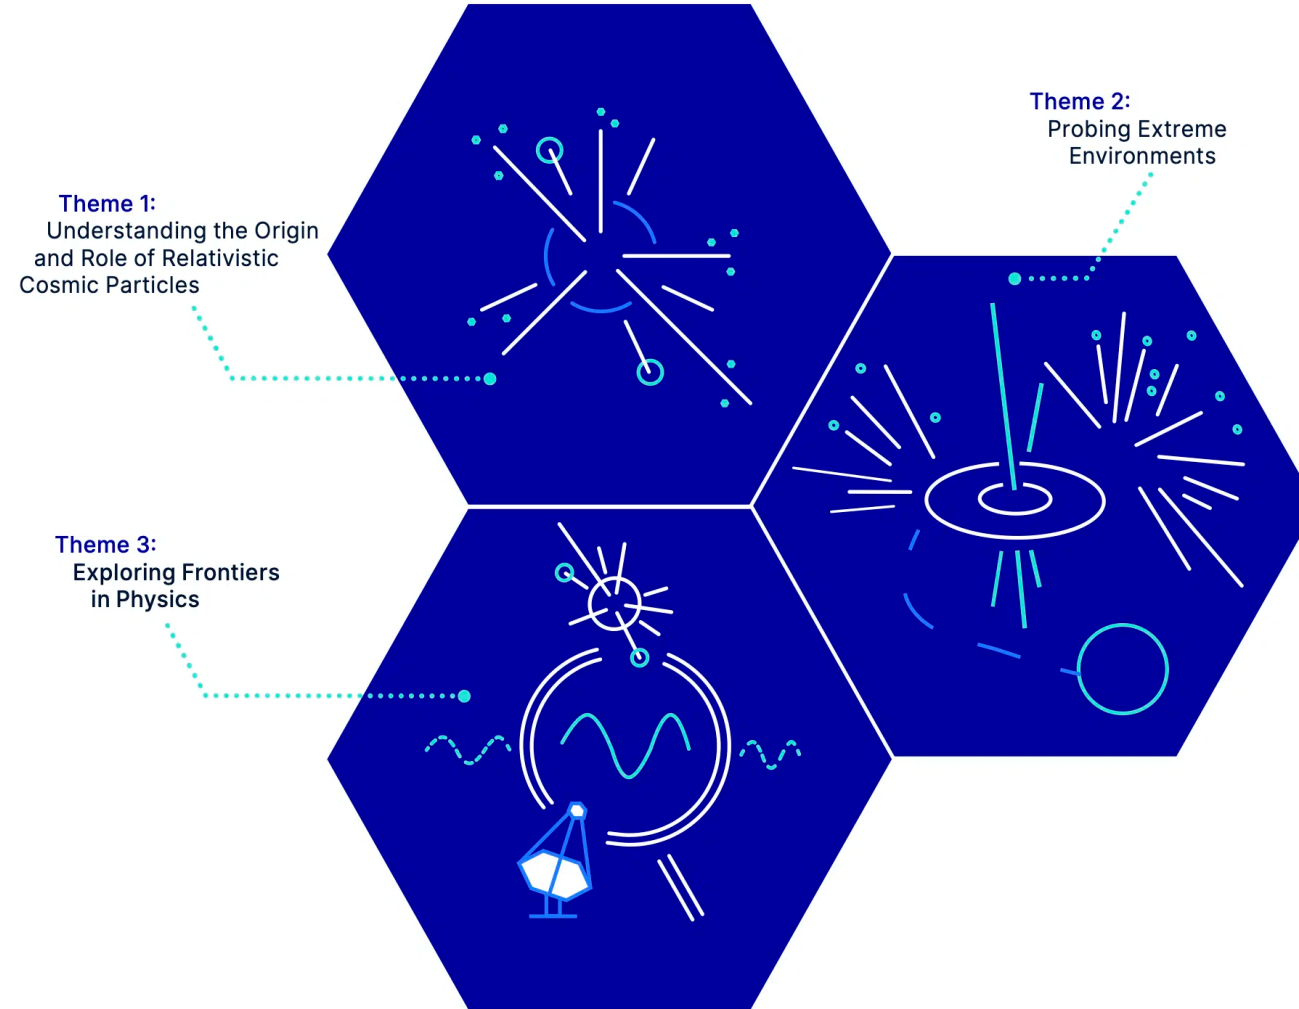 Theme 1:
Understanding the Origin
and Role of Relativistic
Cosmic Particles
Theme 2:
Probing Extreme
Environments
Theme 3:
Exploring Frontiers
in Physics